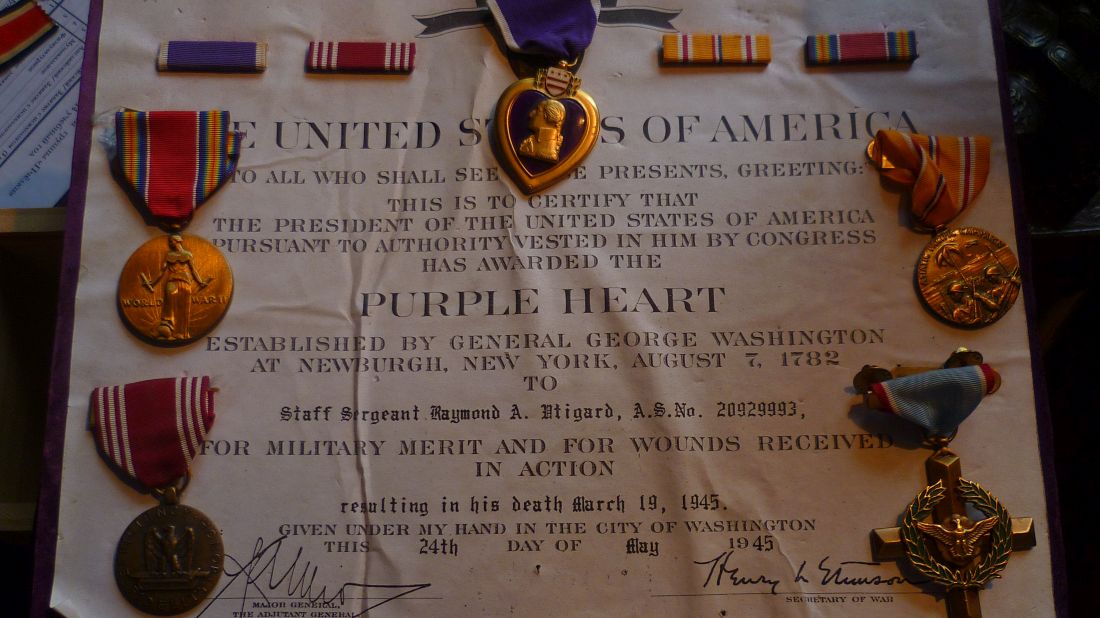 E UNITED S S OF AMERICA
TO ALL WHO SHALL SEE SE PRESENTS, GREETING:
THIS IS TO CERTIFY THAT
THE PRESIDENT OF THE UNITED STATES OF AMERICA
PURSUANT TO AUTHORITY VESTED IN HIM BY CONGRESS
HAS AWARDED THE
WORLD WAR II
PURPLE HEART
ESTABLISHED BY GENERAL GEORGE WASHINGTON
AT NEWBURGH, NEW YORK, AUGUST 7, 1782
TO
Staff Sergeant Raymond A. Utigard, A.S.No. 20929993,
FOR MILITARY MERIT AND FOR WOUNDS RECEIVED
IN ACTION
resulting in his death March 19, 1945.
GIVEN UNDER MY HAND IN THE CITY OF WASHINGTON
THIS 24th DAY OF May 1945
Henry L Stimson
MAJOR GENERAL,
THE ADJUTANT GENERAL
SECRETARY OF WAR